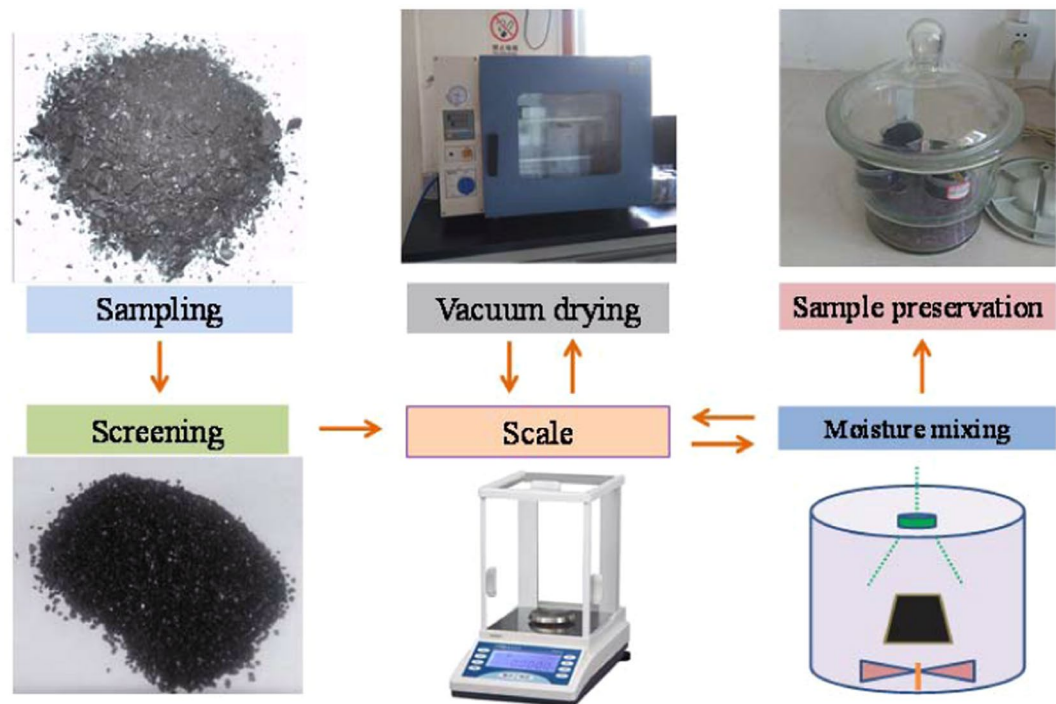 Sampling
Vacuum drying
Sample preservation
Screening
Scale
Moisture mixing